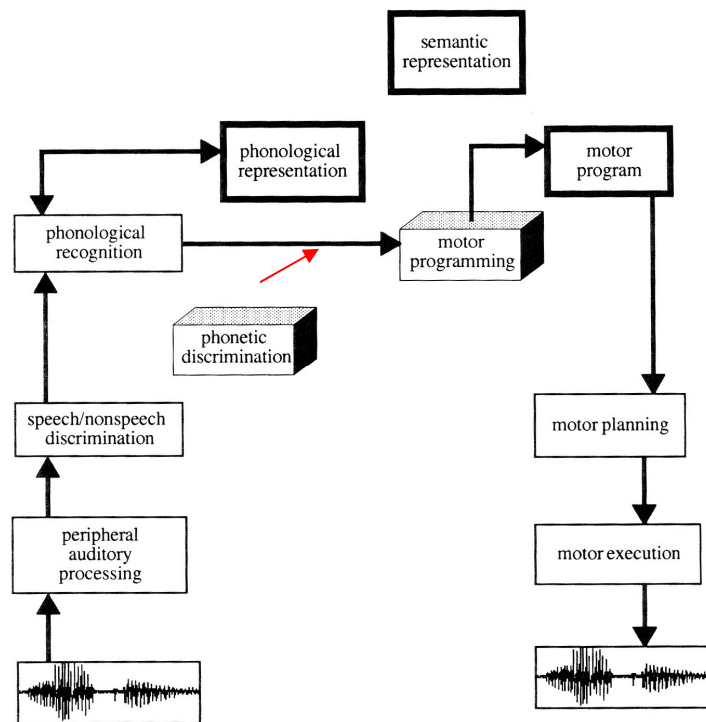 semantic
representation
phonological
representation
motor
program
phonological
recognition
motor
programming
phonetic
discrimination
speech/nonspeech
discrimination
motor planning
peripheral
auditory
processing
motor execution